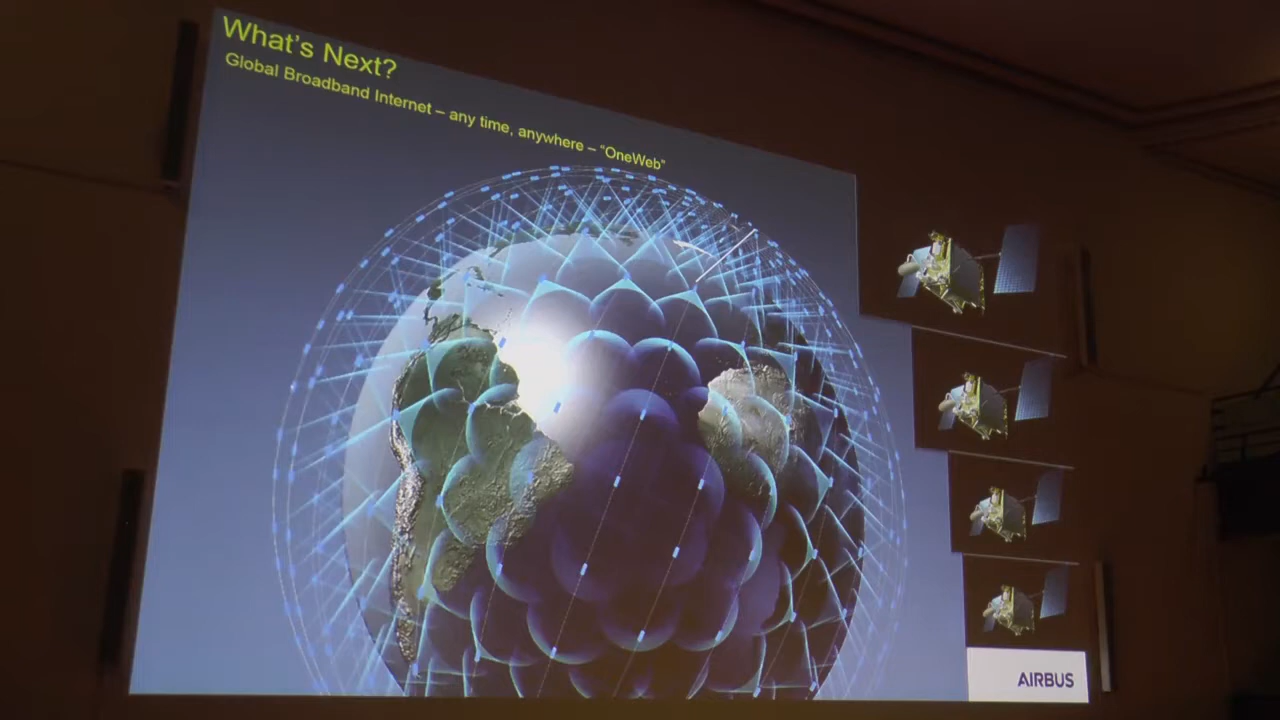 What's Next?
Global Broadband Internet – any time, anywhere – "OneWeb"
AIRBUS